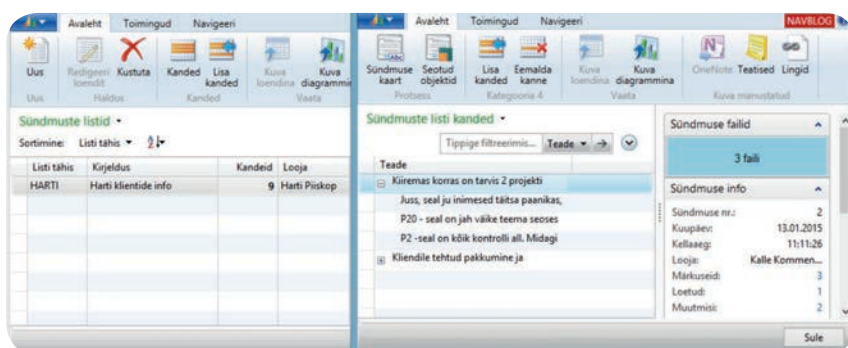 Avaleht Toimingud Navigeeri
Uus
Redigeeri loendit
Kustuta
Kanded
Lisa kanded
Kuva loendina
Kuva diagrammin
Uus Haldus Kanded Vaata
Sündmuste listid
Sortimine: Listi tähis
Listi tähis Kirjeldus Kandeid Looja
HARTI Harti klientide info 9 Harti Piiskop
Avaleht Toimingud Navigeeri NAVBLOG
Sündmuse kaart
Seotud objektid
Lisa kanded
Eemalda kanne
Kuva loendina
Kuva diagrammina
OneNote Teatised Lingid
Protsess Kategooria 4 Vaata Kuva manustatud
Sündmuste listi kanded
Tippige filtreerimis... Teade
Teade
Kiiremas korras on tarvis 2 projekti
Juss, seal ju inimesed täitsa paanikas,
P20 - seal on jah väike teema seoses
P2 -seal on kõik kontrolli all. Midagi
Kliendile tehtud pakkumine ja
Sündmuse failid
3 faili
Sündmuse info
Sündmuse nr.: 2
Kuupäev: 13.01.2015
Kellaaeg: 11:11:26
Looja: Kalle Kommen...
Märkuseid: 3
Loetud: 1
Muutmisi: 2
Sule